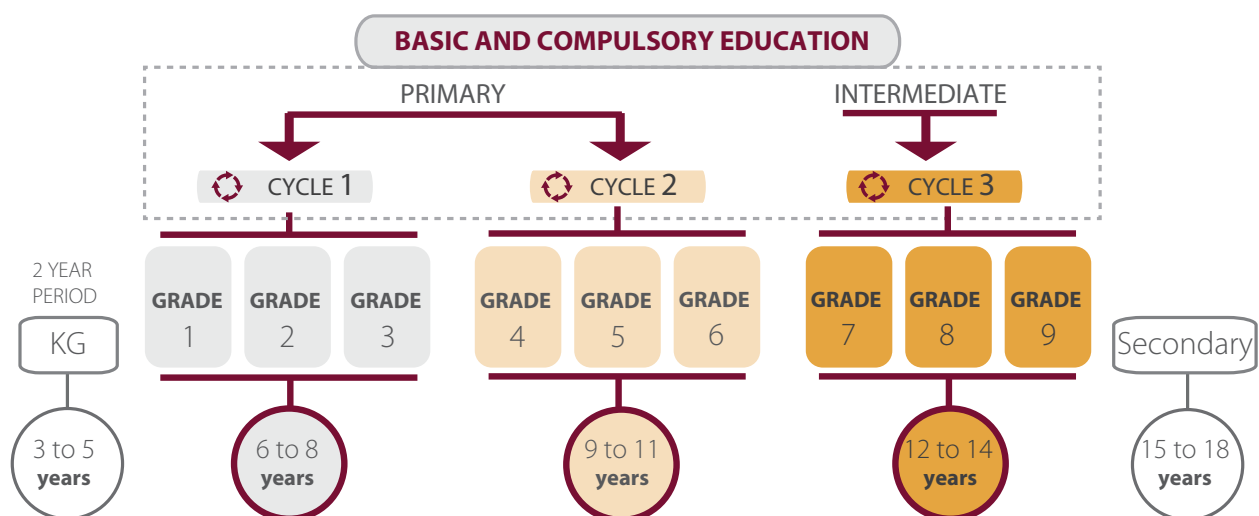 BASIC AND COMPULSORY EDUCATION
PRIMARY
INTERMEDIATE
CYCLE 1
CYCLE 2
CYCLE 3
2 YEAR
PERIOD
KG
GRADE
1
GRADE
2
GRADE
3
GRADE
4
GRADE
5
GRADE
6
GRADE
7
GRADE
8
GRADE
9
Secondary
3 to 5
years
6 to 8
years
9 to 11
years
12 to 14
years
15 to 18
years